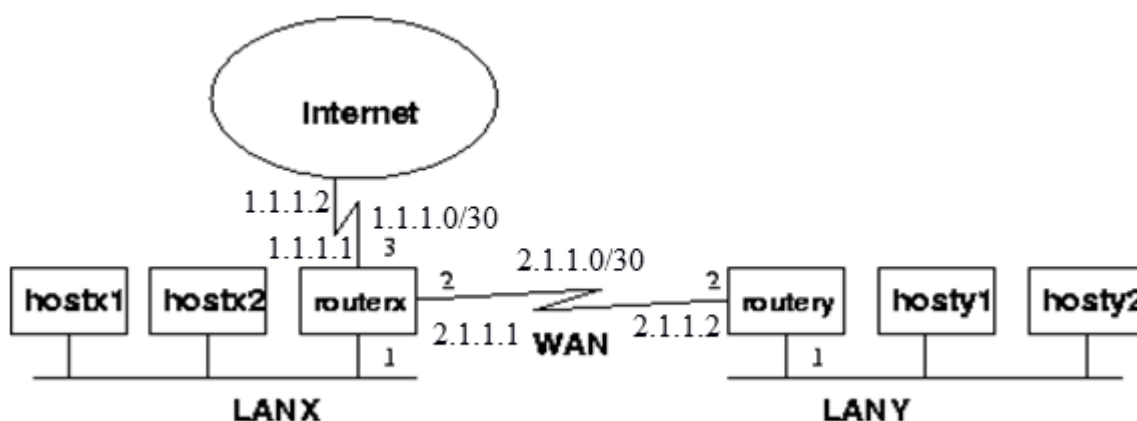 Internet
1.1.1.2
1.1.1.0/30
1.1.1.1
3
2.1.1.0/30
hostx1
hostx2
routerx
2
2
routery
hosty1
hosty2
2.1.1.1
WAN
2.1.1.2
1
1
LANX
LANY